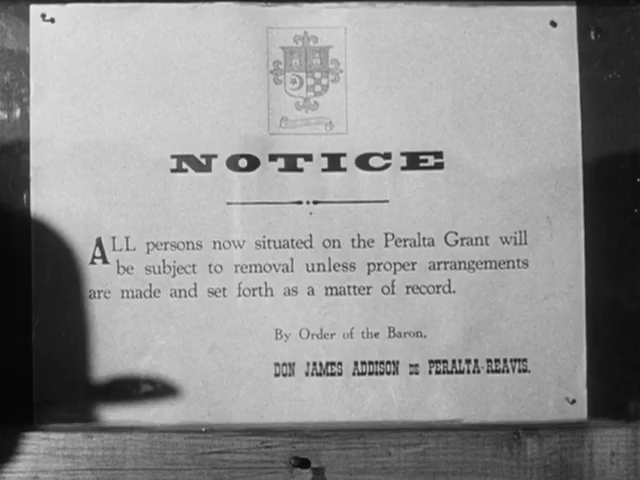 NOTICE
ALL persons now situated on the Peralta Grant will
be subject to removal unless proper arrangements
are made and set forth as a matter of record.
By Order of the Baron,
DON JAMES ADDISON DE PERALTA-REAVIS.